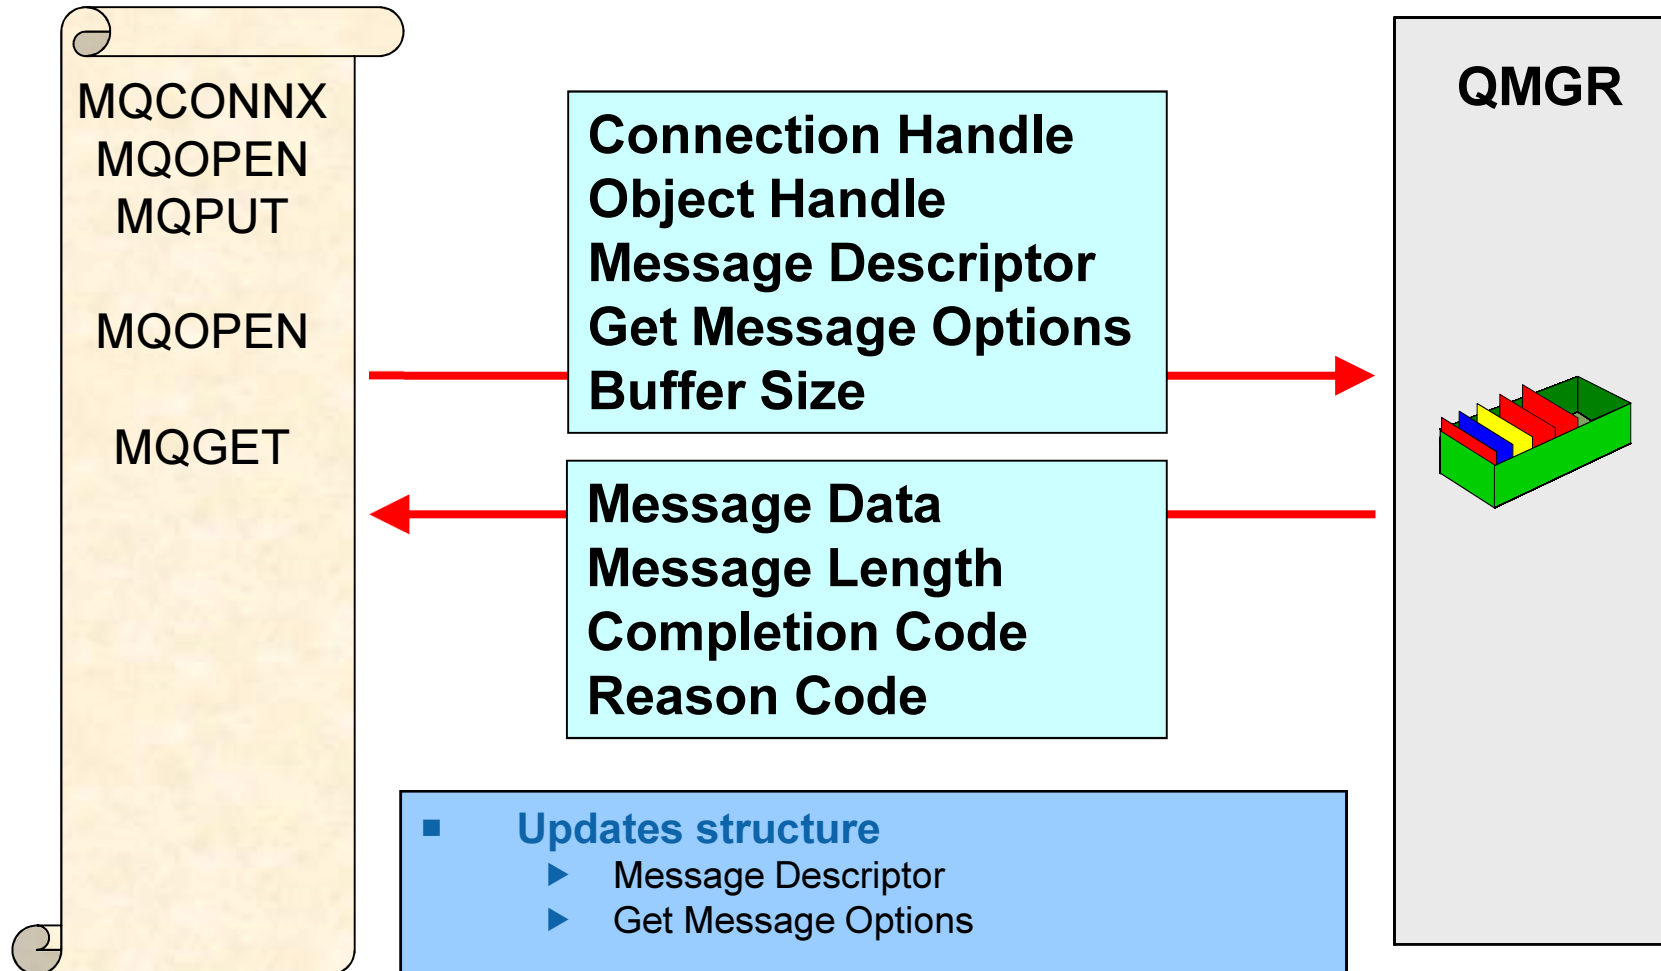 MQCONNX
MQOPEN
MQPUT
MQOPEN
MQGET
Connection Handle
Object Handle
Message Descriptor
Get Message Options
Buffer Size
Message Data
Message Length
Completion Code
Reason Code
QMGR
Updates structure
Message Descriptor
Get Message Options